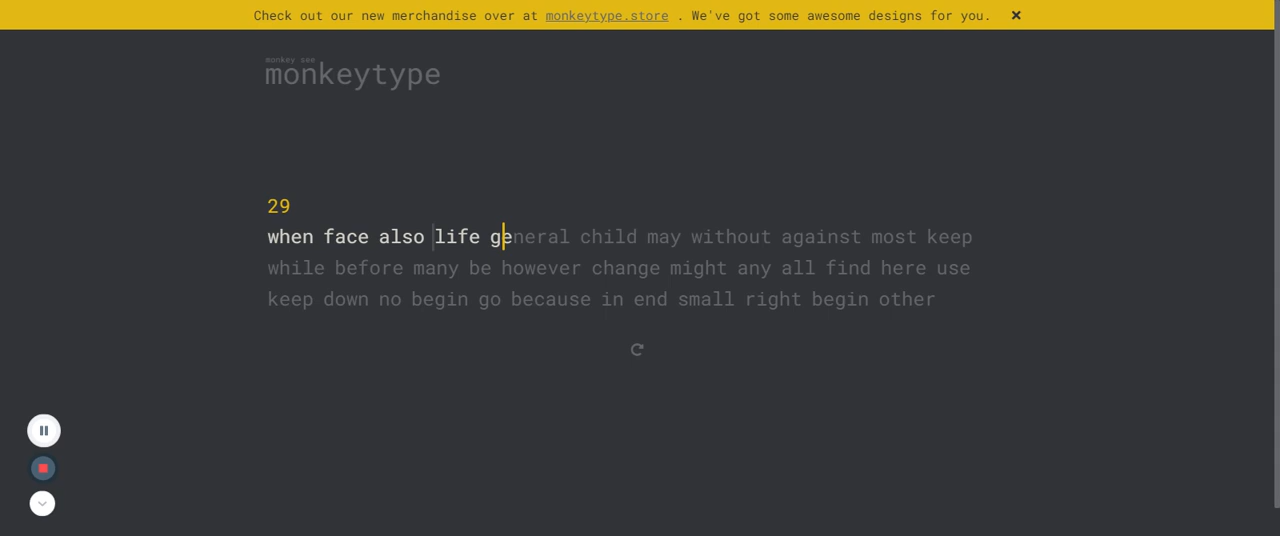 Check out our new merchandise over at monkeytype.store . We've got some awesome designs for you.
monkey see
monkeytype
29
when face also life general child may without against most keep
while before many be however change might any all find here use
keep down no begin go because in end small right begin other